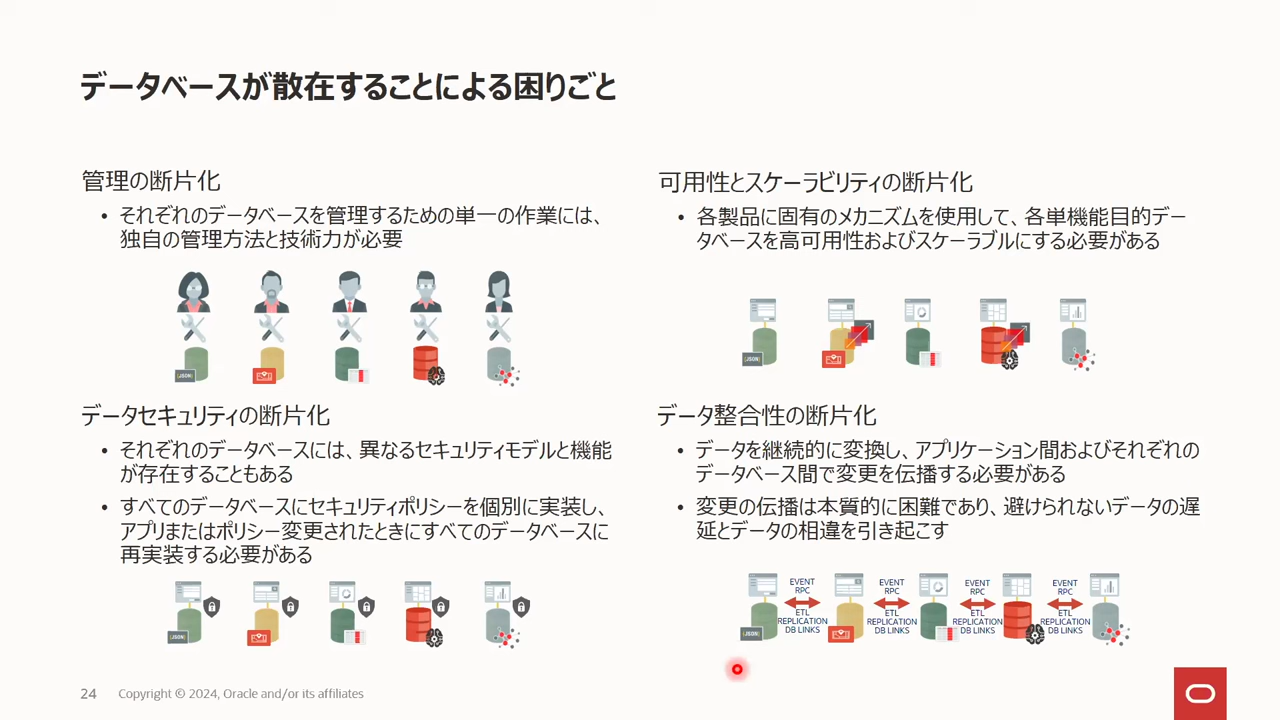 データベースが散在することによる困りごと
管理の断片化
• それぞれのデータベースを管理するための単一の作業には、
独自の管理方法と技術力が必要
{JSON}
データセキュリティの断片化
• それぞれのデータベースには、異なるセキュリティモデルと機能
が存在することもある
• すべてのデータベースにセキュリティポリシーを個別に実装し、
アプリまたはポリシー変更されたときにすべてのデータベースに
再実装する必要がある
{JSON}
可用性とスケーラビリティの断片化
• 各製品に固有のメカニズムを使用して、各単機能目的デー
タベースを高可用性およびスケーラブルにする必要がある
{JSON}
データ整合性の断片化
• データを継続的に変換し、アプリケーション間およびそれぞれの
データベース間で変更を伝播する必要がある
• 変更の伝播は本質的に困難であり、避けられないデータの遅
延とデータの相違を引き起こす
EVENT
RPC
ETL
REPLICATION
DB LINKS
EVENT
RPC
ETL
REPLICATION
DB LINKS
EVENT
RPC
ETL
REPLICATION
DB LINKS
EVENT
RPC
ETL
REPLICATION
DB LINKS
{JSON}
24 Copyright © 2024, Oracle and/or its affiliates